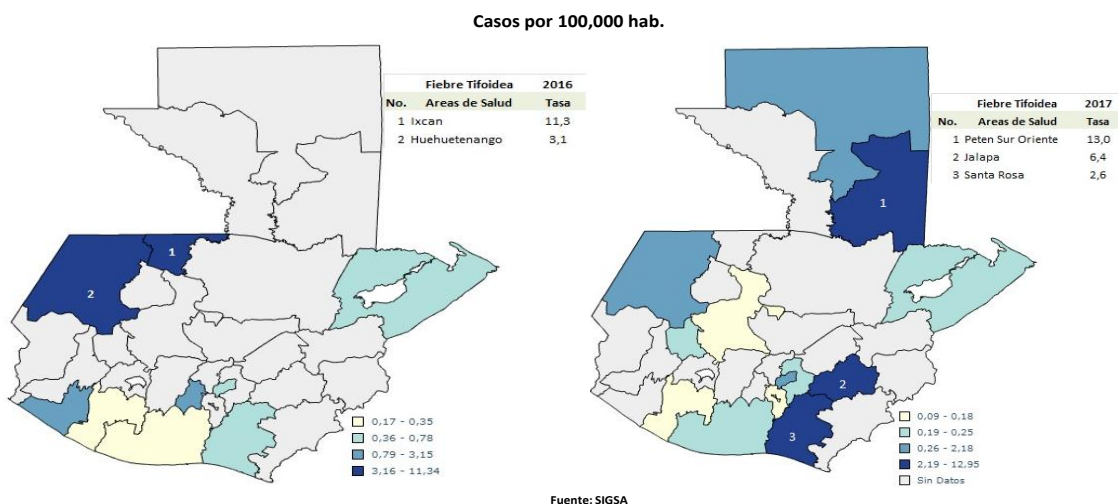 Casos por 100,000 hab.
Fiebre Tifoidea 2016
No. Areas de Salud Tasa
1 Ixcan 11,3
2 Huehuetenango 3,1
1
2
0,17 - 0,35
0,36 - 0,78
0,79 - 3,15
3,16 - 11,34
Fiebre Tifoidea 2017
No. Areas de Salud Tasa
1 Peten Sur Oriente 13,0
2 Jalapa 6,4
3 Santa Rosa 2,6
1
2
3
0,09 - 0,18
0,19 - 0,25
0,26 - 2,18
2,19 - 12,95
Sin Datos
Fuente: SIGSA